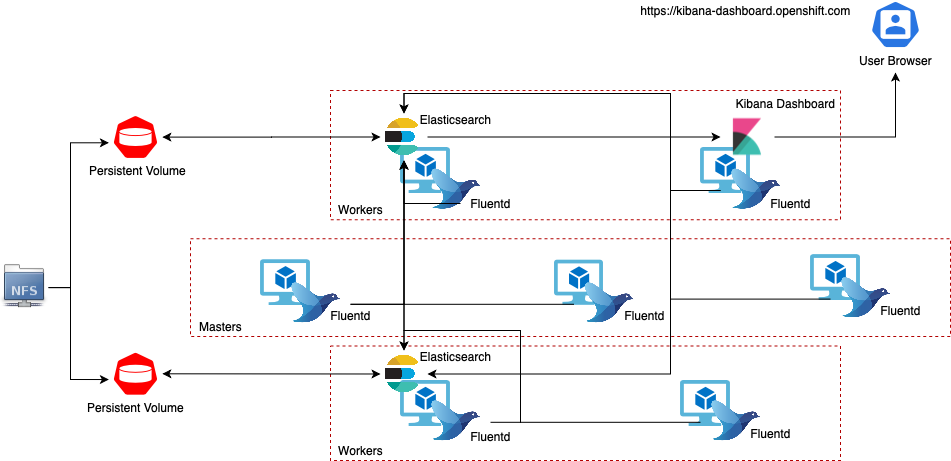 https://kibana-dashboard.openshift.com
User Browser
Kibana Dashboard
Elasticsearch
Persistent Volume
Fluentd
Fluentd
Workers
NFS
Fluentd
Fluentd
Fluentd
Masters
Elasticsearch
Persistent Volume
Fluentd
Fluentd
Workers